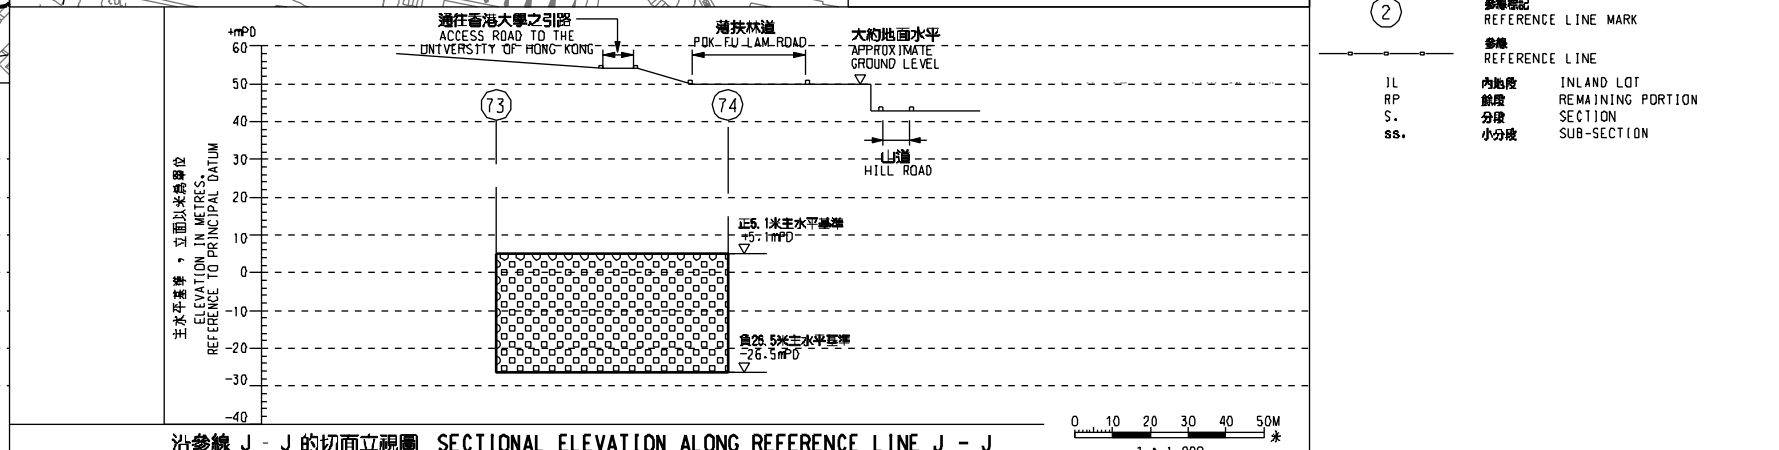 +mPD
60
50
40
30
20
10
0
-10
-20
-30
-40
主水平基準，立面以米為單位
ELEVATION IN METRES.
REFERENCE TO PRINCIPAL DATUM
通往香港大學之引路
ACCESS ROAD TO THE
UNIVERSITY OF HONG KONG
薄扶林道
POK FU LAM ROAD
大約地面水平
APPROXIMATE
GROUND LEVEL
73
74
山道
HILL ROAD
正5.1米主水平基準
+5.1mPD
負26.5米主水平基準
-26.5mPD
沿參線 J - J 的切面立視圖 SECTIONAL ELEVATION ALONG REFERENCE LINE J - J
0 10 20 30 40 50M
米
2
參線標記
REFERENCE LINE MARK
參線
REFERENCE LINE
IL 內地段 INLAND LOT
RP 餘段 REMAINING PORTION
S. 分段 SECTION
ss. 小分段 SUB-SECTION